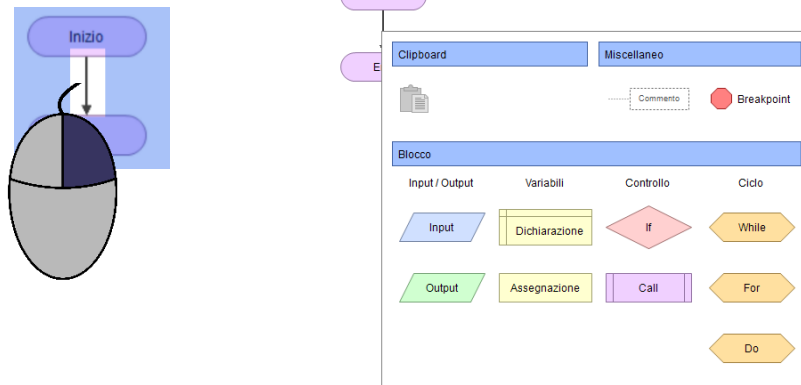 Inizio
Clipboard
Miscellaneo
Commento
Breakpoint
Blocco
Input / Output
Variabili
Controllo
Ciclo
Input
Dichiarazione
If
While
Output
Assegnazione
Call
For
Do